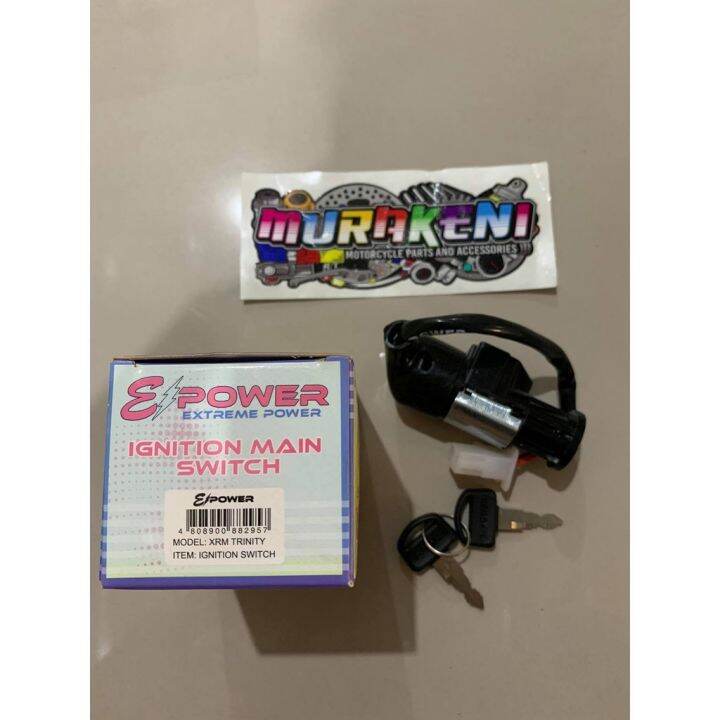 MURAKENI
MOTORCYCLE PARTS AND ACCESSORIES !!!
E POWER
EXTREME POWER
IGNITION MAIN
SWITCH
E POWER
4 808900 882957
MODEL: XRM TRINITY
ITEM: IGNITION SWITCH